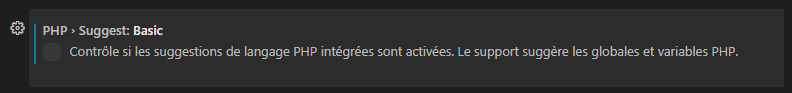 PHP › Suggest: Basic
Contrôle si les suggestions de langage PHP intégrées sont activées. Le support suggère les globales et variables PHP.